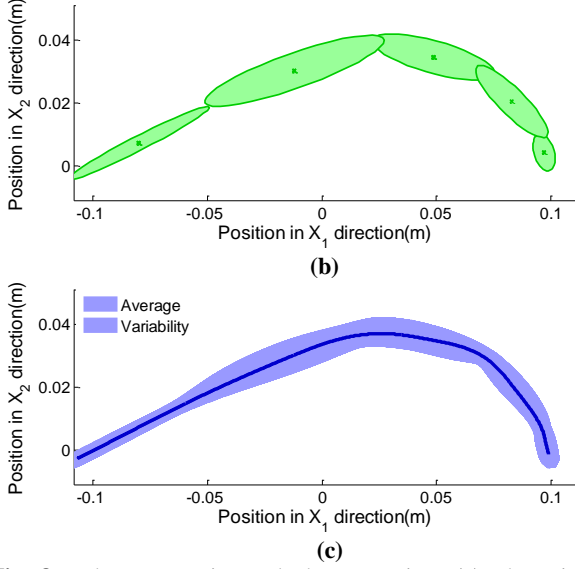 0.04
0.02
0
Position in X2 direction(m)
-0.1 -0.05 0 0.05 0.1
Position in X1 direction(m)
(b)
Average
Variability
0.04
0.02
0
Position in X2 direction(m)
-0.1 -0.05 0 0.05 0.1
Position in X1 direction(m)
(c)